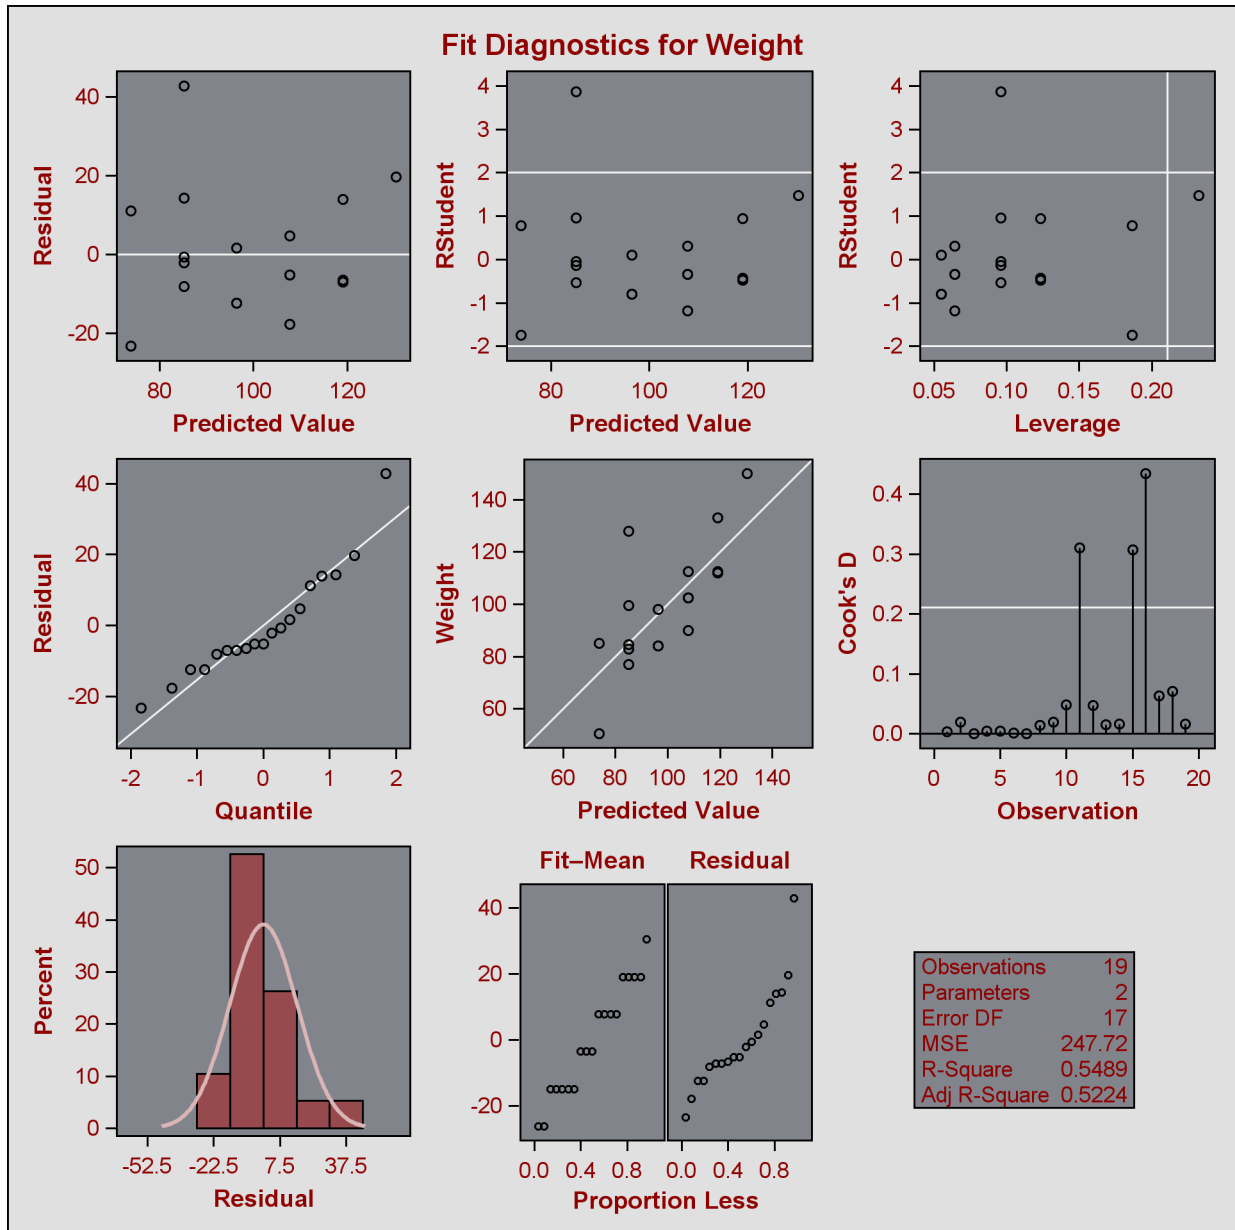 Fit Diagnostics for Weight
40
20
0
-20
Residual
80 100 120
Predicted Value
4
3
2
1
0
-1
-2
RStudent
80 100 120
Predicted Value
4
3
2
1
0
-1
-2
RStudent
0.05 0.10 0.15 0.20
Leverage
40
20
0
-20
Residual
-2 -1 0 1 2
Quantile
140
120
100
80
60
Weight
60 80 100 120 140
Predicted Value
0.4
0.3
0.2
0.1
0.0
Cook's D
0 5 10 15 20
Observation
50
40
30
20
10
0
Percent
-52.5 -22.5 7.5 37.5
Residual
Fit–Mean Residual
40
20
0
-20
0.0 0.4 0.8 0.0 0.4 0.8
Proportion Less
Observations 19
Parameters 2
Error DF 17
MSE 247.72
R-Square 0.5489
Adj R-Square 0.5224